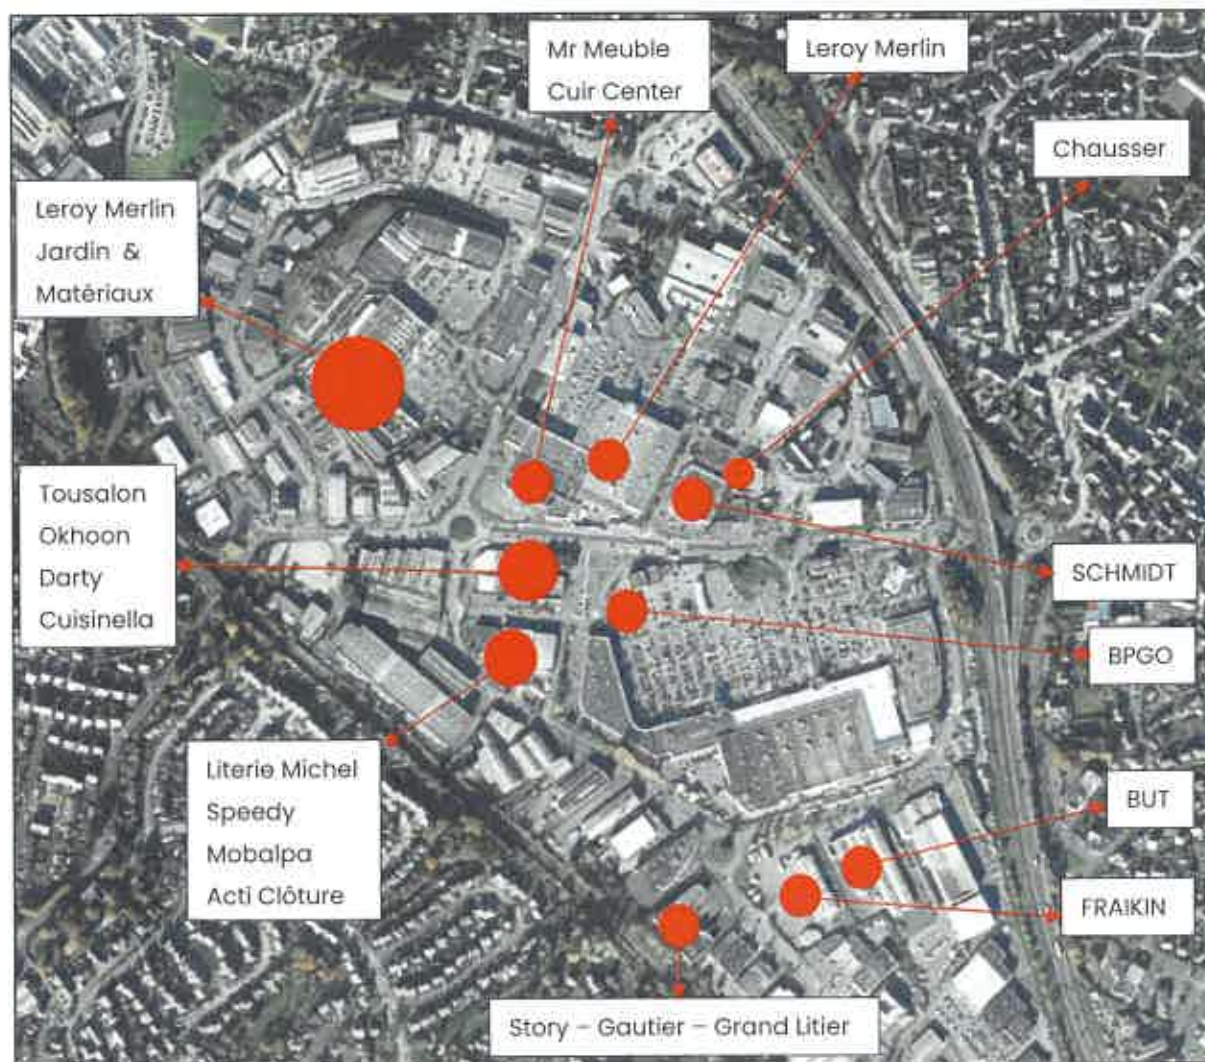 Mr Meuble
Cuir Center
Leroy Merlin
Chausser
Leroy Merlin
Jardin &
Matériaux
Tousalon
Okhoon
Darty
Cuisinella
SCHMIDT
BPGO
Literie Michel
Speedy
Mobalpa
Acti Clôture
BUT
FRAIKIN
Story – Gautier – Grand Litier